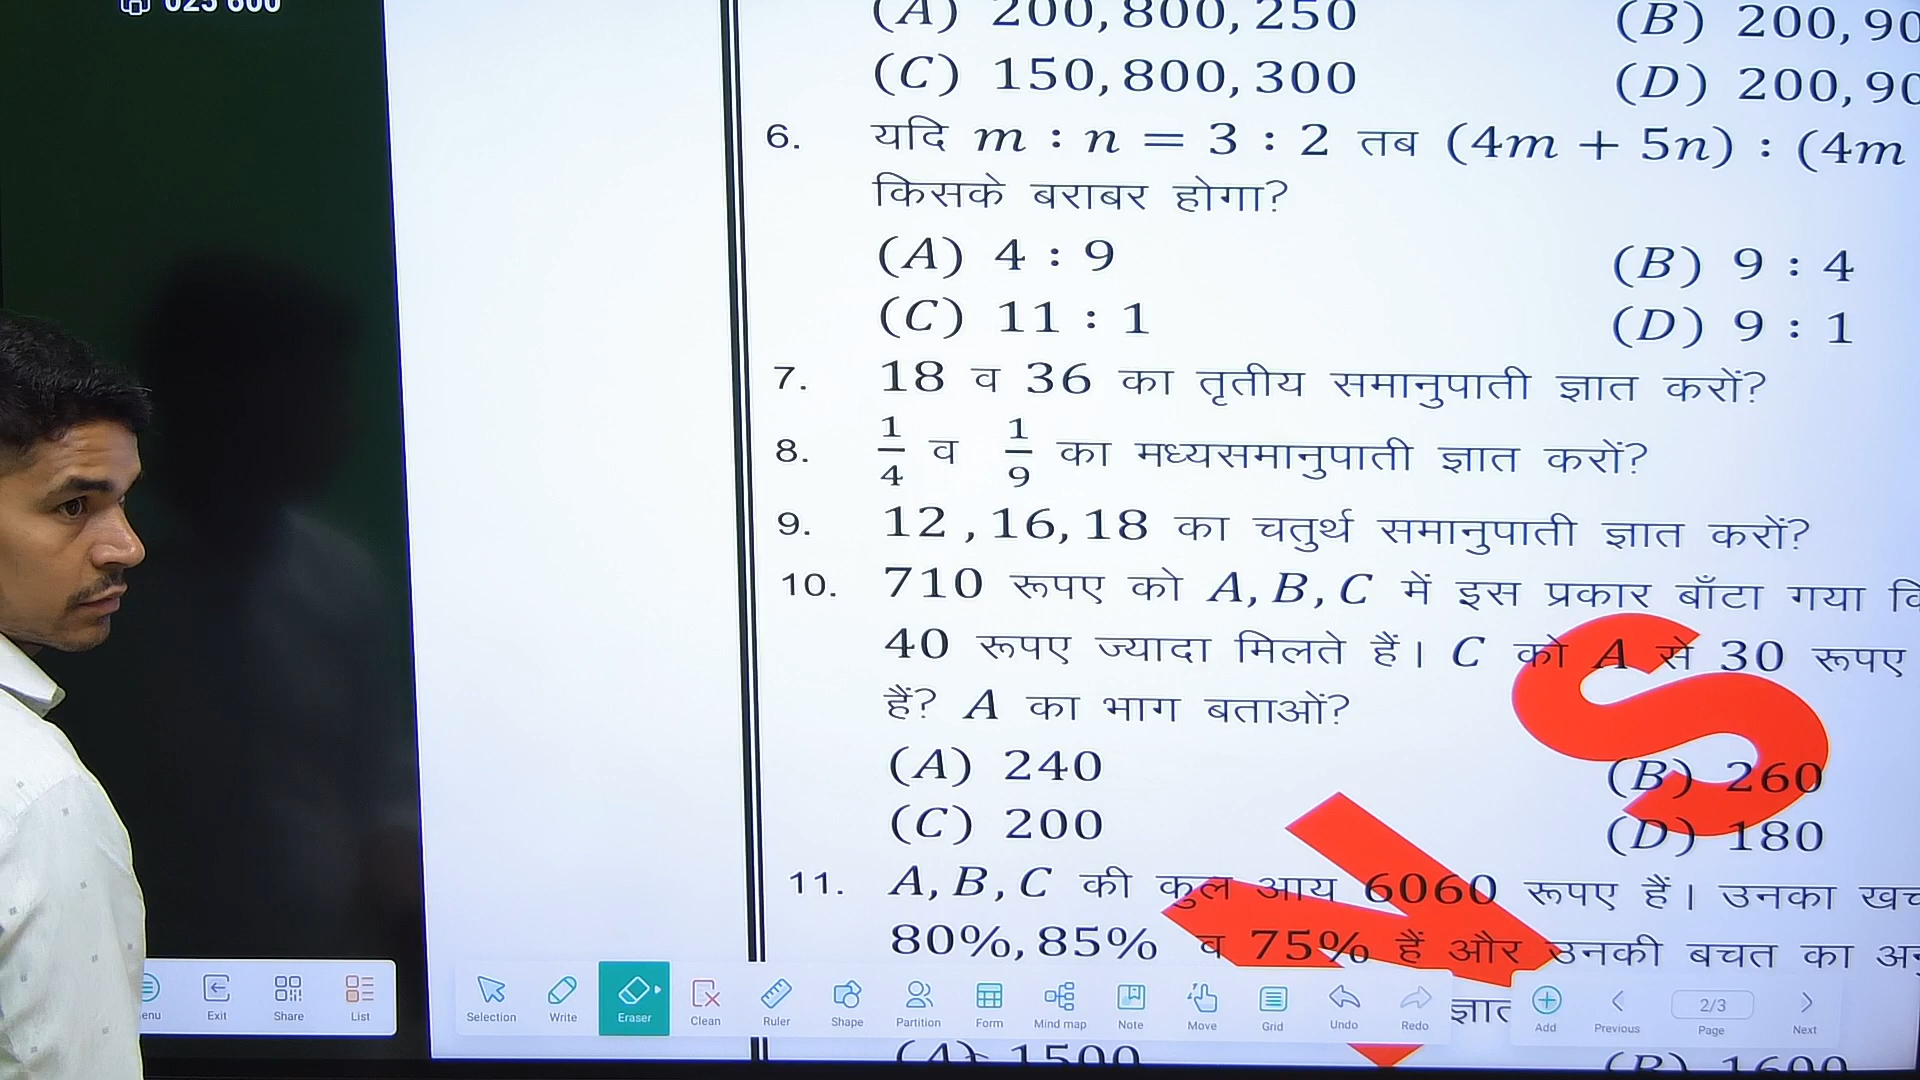 (A) 200, 800, 250
(B) 200, 90
(C) 150, 800, 300
(D) 200, 90
6. यदि m : n = 3 : 2 तब (4m + 5n) : (4m
किसके बराबर होगा?
(A) 4 : 9
(B) 9 : 4
(C) 11 : 1
(D) 9 : 1
7. 18 व 36 का तृतीय समानुपाती ज्ञात करों?
8. 1/4 व 1/9 का मध्यसमानुपाती ज्ञात करों?
9. 12 , 16, 18 का चतुर्थ समानुपाती ज्ञात करों?
10. 710 रूपए को A, B, C में इस प्रकार बाँटा गया
40 रूपए ज्यादा मिलते हैं। C को A से 30 रूपए
हैं? A का भाग बताओं?
(A) 240
(B) 260
(C) 200
(D) 180
11. A, B, C की कुल आय 6060 रूपए हैं। उनका
80%, 85% व 75% हैं और उनकी बचत का
ज्ञात
(A) 1500
(B) 1600
Exit
Share
List
Selection
Write
Eraser
Clean
Ruler
Shape
Partition
Form
Mind map
Note
Move
Grid
Undo
Redo
Add
Previous
2/3
Page
Next